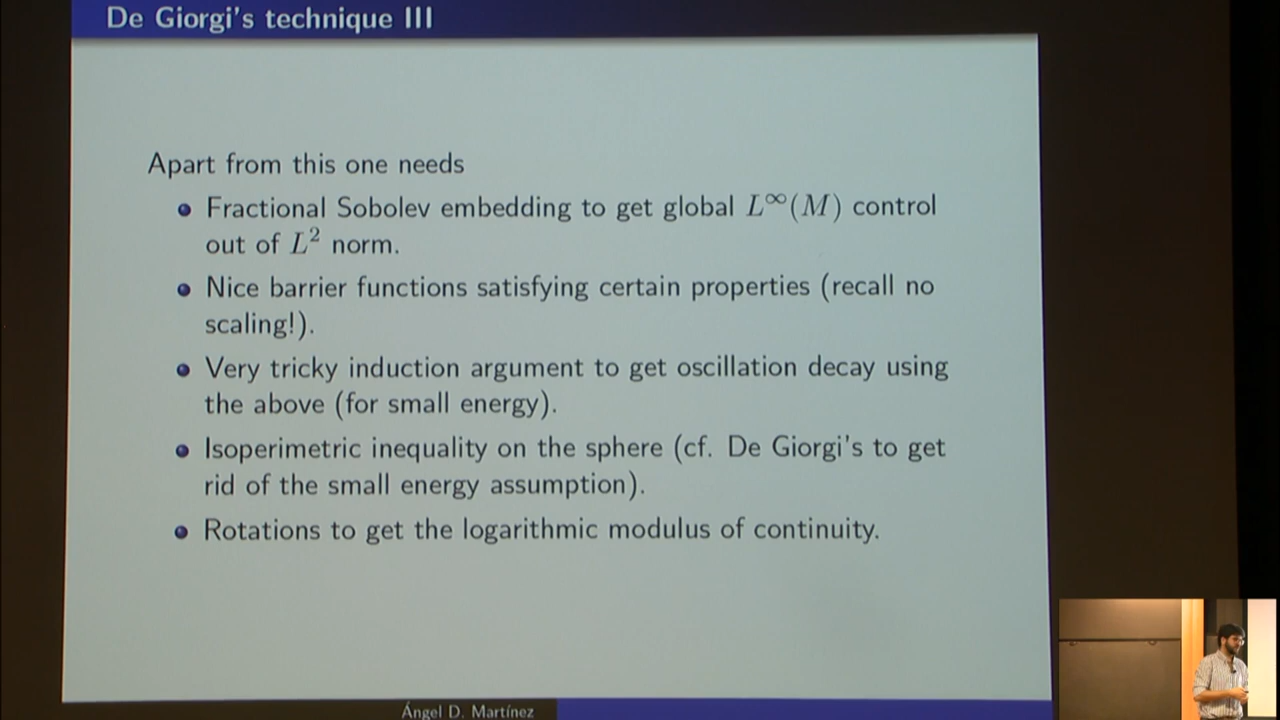 De Giorgi's technique III
Apart from this one needs
Fractional Sobolev embedding to get global L∞(M) control
out of L² norm.
Nice barrier functions satisfying certain properties (recall no
scaling!).
Very tricky induction argument to get oscillation decay using
the above (for small energy).
Isoperimetric inequality on the sphere (cf. De Giorgi's to get
rid of the small energy assumption).
Rotations to get the logarithmic modulus of continuity.
Ángel D. Martínez